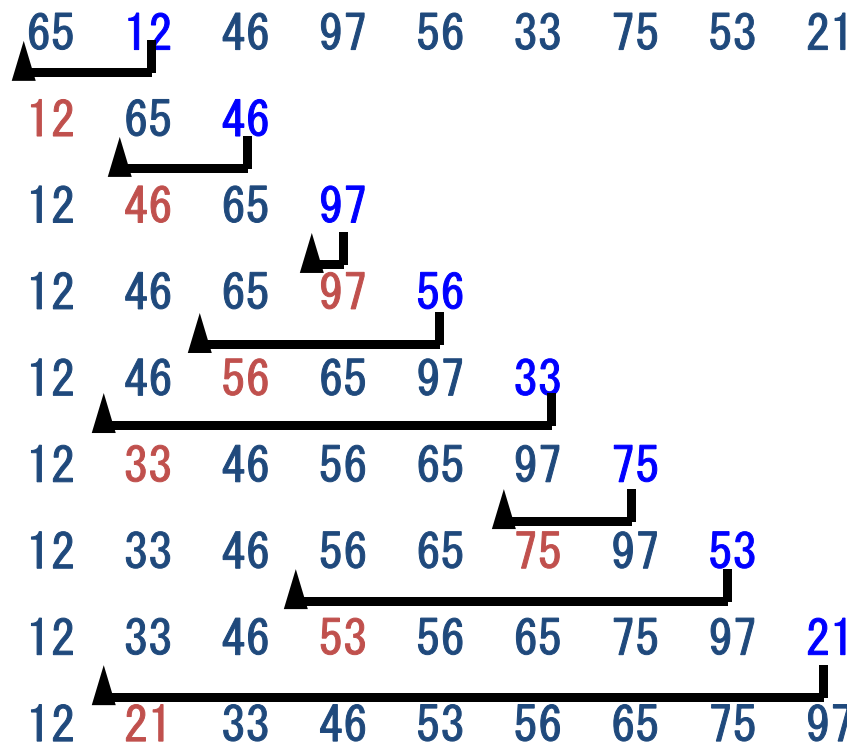 65 12 46 97 56 33 75 53 21
12 65 46
12 46 65 97
12 46 65 97 56
12 46 56 65 97 33
12 33 46 56 65 97 75
12 33 46 56 65 75 97 53
12 33 46 53 56 65 75 97 21
12 21 33 46 53 56 65 75 97